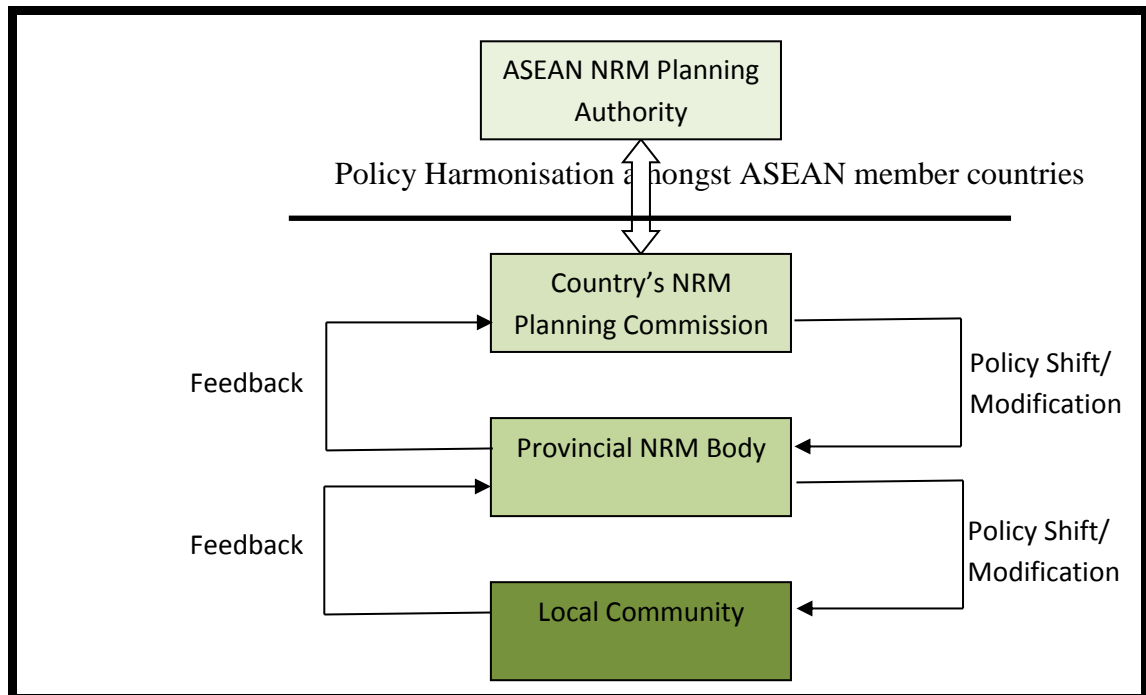 ASEAN NRM Planning
Authority
Policy Harmonisation amongst ASEAN member countries
Country’s NRM
Planning Commission
Feedback
Policy Shift/
Modification
Provincial NRM Body
Feedback
Policy Shift/
Modification
Local Community